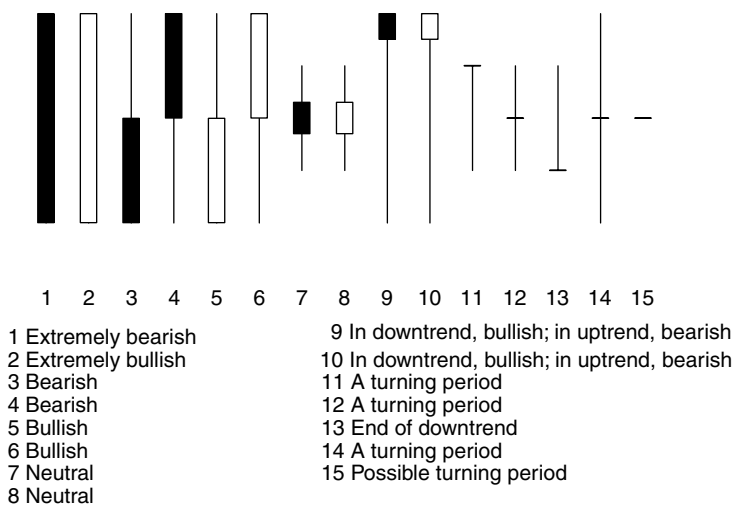 1 2 3 4 5 6 7 8 9 10 11 12 13 14 15
1 Extremely bearish
2 Extremely bullish
3 Bearish
4 Bearish
5 Bullish
6 Bullish
7 Neutral
8 Neutral
9 In downtrend, bullish; in uptrend, bearish
10 In downtrend, bullish; in uptrend, bearish
11 A turning period
12 A turning period
13 End of downtrend
14 A turning period
15 Possible turning period